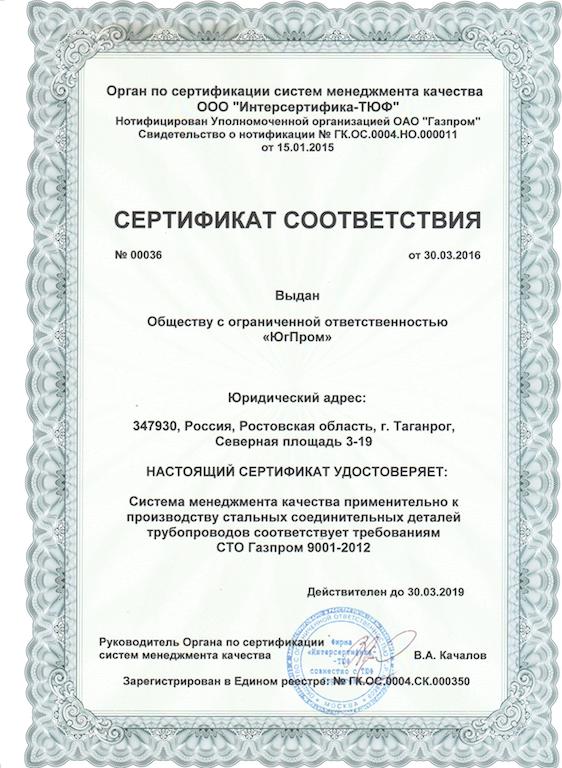 Орган по сертификации систем менеджмента качества
ООО "Интерсертифика-ТЮФ"
Нотифицирован Уполномоченной организацией ОАО "Газпром"
Свидетельство о нотификации № ГК.ОС.0004.НО.000011
от 15.01.2015
СЕРТИФИКАТ СООТВЕТСТВИЯ
№ 00036 от 30.03.2016
Выдан
Обществу с ограниченной ответственностью
«ЮгПром»
Юридический адрес:
347930, Россия, Ростовская область, г. Таганрог,
Северная площадь 3-19
НАСТОЯЩИЙ СЕРТИФИКАТ УДОСТОВЕРЯЕТ:
Система менеджмента качества применительно к
производству стальных соединительных деталей
трубопроводов соответствует требованиям
СТО Газпром 9001-2012
Действителен до 30.03.2019
Руководитель Органа по сертификации
систем менеджмента качества В.А. Качалов
Зарегистрирован в Едином реестре: № ГК.ОС.0004.СК.000350
Фирма
«Интерсертифика
-ТЮФ
совместно с ТЮФ
МОСКВА